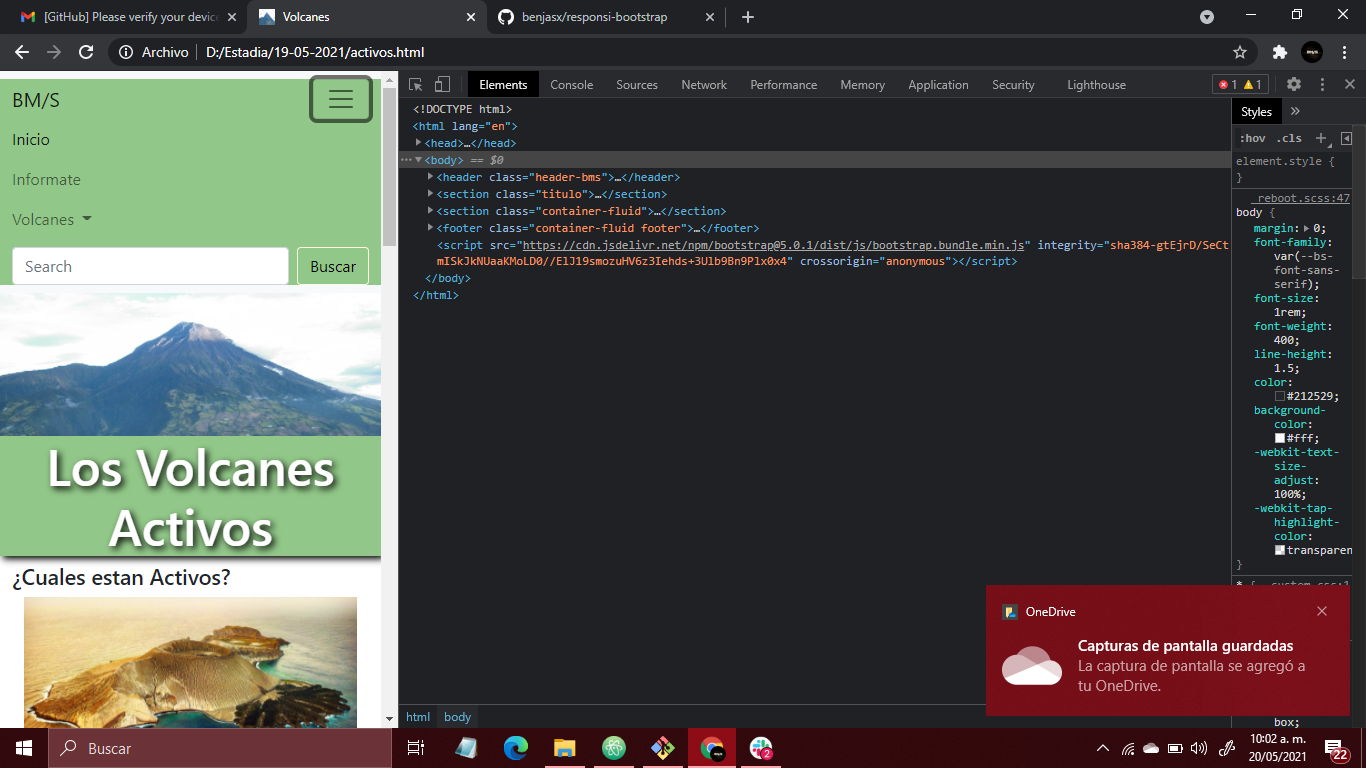 [GitHub] Please verify your device
Volcanes
benjasx/responsi-bootstrap
Archivo
D:/Estadia/19-05-2021/activos.html
BM/S
Inicio
Informate
Volcanes
Search
Buscar
Los Volcanes
Activos
¿Cuales estan Activos?
Elements
Console
Sources
Network
Performance
Memory
Application
Security
Lighthouse
1
1
<!DOCTYPE html>
<html lang="en">
<head>…</head>
<body> == $0
<header class="header-bms">…</header>
<section class="titulo">…</section>
<section class="container-fluid">…</section>
<footer class="container-fluid footer">…</footer>
<script src="https://cdn.jsdelivr.net/npm/bootstrap@5.0.1/dist/js/bootstrap.bundle.min.js" integrity="sha384-gtEjrD/SeCt
mISkJkNUaaKMoLD0//ElJ19smozuHV6z3Iehds+3Ulb9Bn9Plx0x4" crossorigin="anonymous"></script>
</body>
</html>
html
body
Styles
:hov
.cls
element.style {
}
_reboot.scss:47
body {
margin: 0;
font-family:
var(--bs-
font-sans-
serif);
font-size:
1rem;
font-weight:
400;
line-height:
1.5;
color:
#212529;
background-
color:
#fff;
-webkit-text-
size-
adjust:
100%;
-webkit-tap-
highlight-
color:
transparen
}
* {
custom.css:1
box;
OneDrive
Capturas de pantalla guardadas
La captura de pantalla se agregó a
tu OneDrive.
Buscar
2
10:02 a. m.
20/05/2021
22